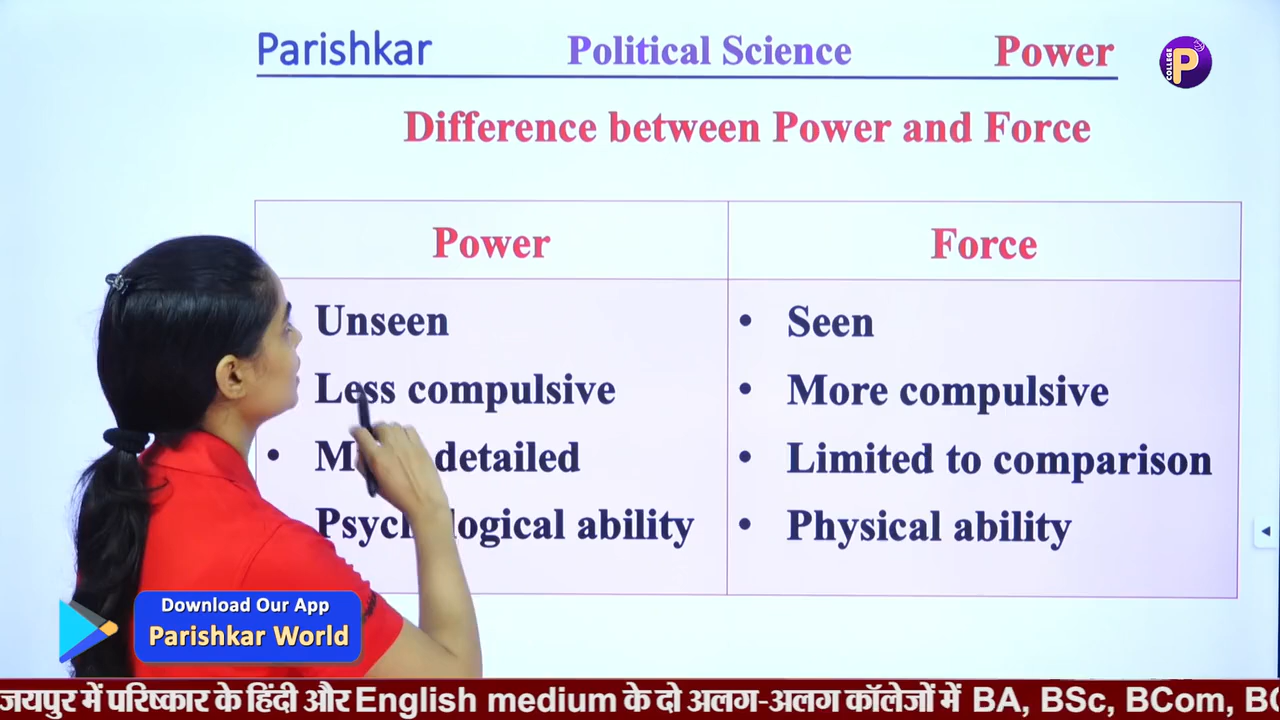 Parishkar Political Science Power
COLLEGE P
Difference between Power and Force
Power Force
Unseen • Seen
Less compulsive • More compulsive
• detailed • Limited to comparison
Psychological ability • Physical ability
Download Our App
Parishkar World
जयपुर में परिष्कार के हिंदी और English medium के दो अलग-अलग कॉलेजों में BA, BSc, BCom,